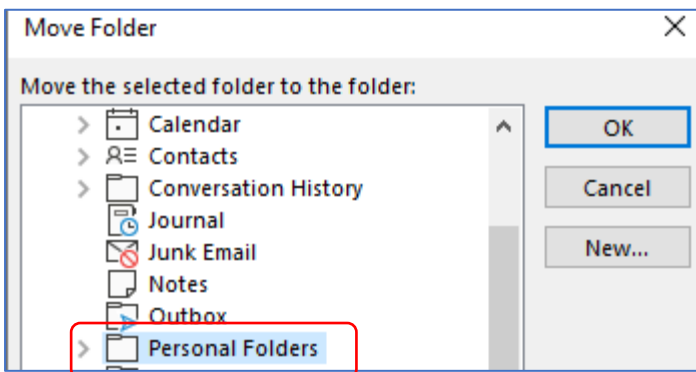 Move Folder
Move the selected folder to the folder:
Calendar
OK
Contacts
Conversation History
Cancel
Journal
Junk Email
New...
Notes
Outbox
Personal Folders